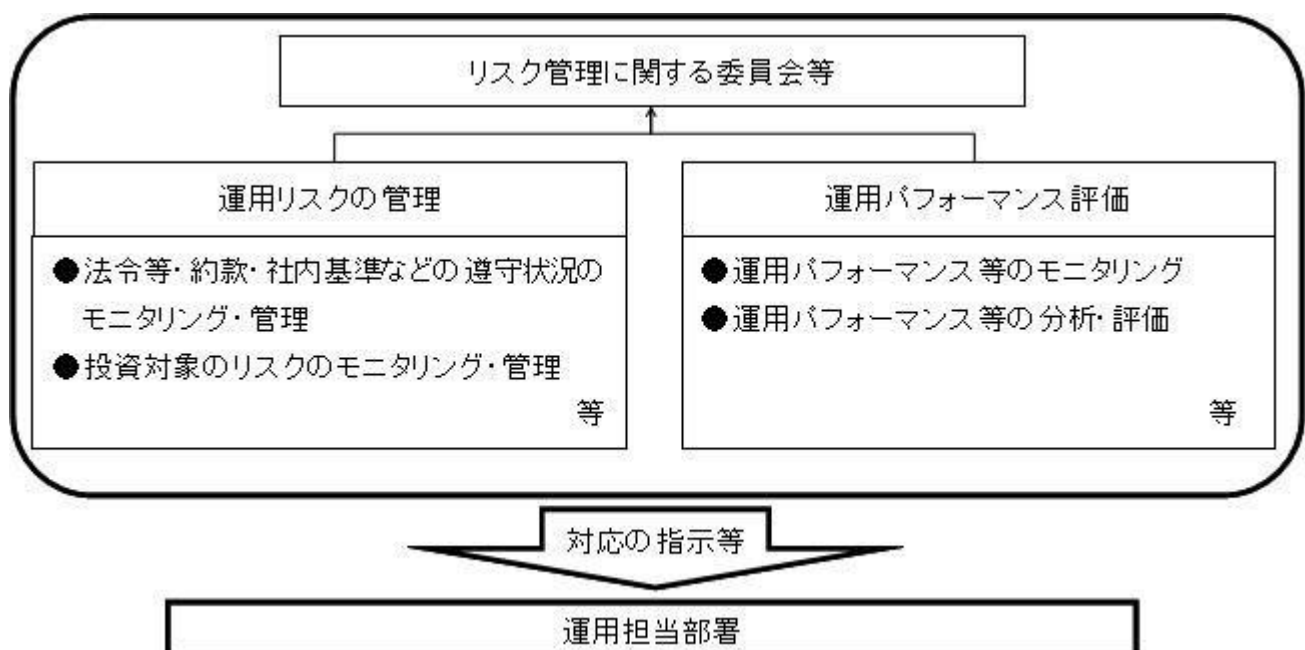 リスク管理に関する委員会等
運用リスクの管理
●法令等・約款・社内基準などの遵守状況の
モニタリング・管理
●投資対象のリスクのモニタリング・管理
等
運用パフォーマンス評価
●運用パフォーマンス等のモニタリング
●運用パフォーマンス等の分析・評価
等
対応の指示等
運用担当部署